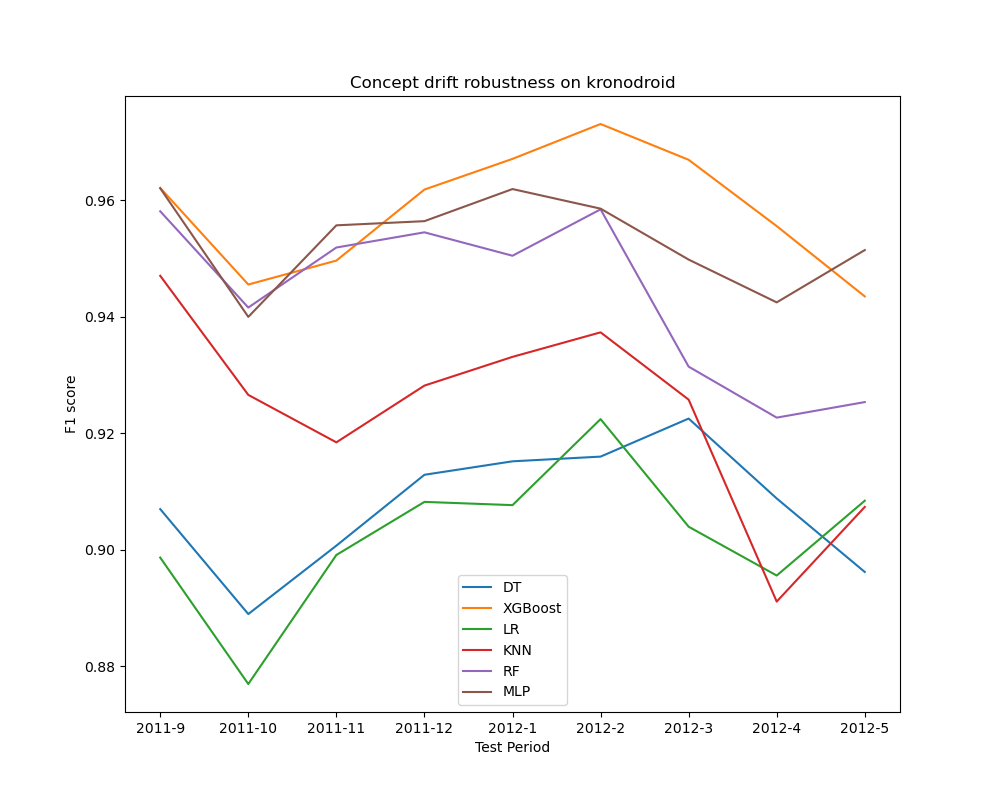 Concept drift robustness on kronodroid
F1 score
0.96
0.94
0.92
0.90
0.88
DT
XGBoost
LR
KNN
RF
MLP
2011-9 2011-10 2011-11 2011-12 2012-1 2012-2 2012-3 2012-4 2012-5
Test Period